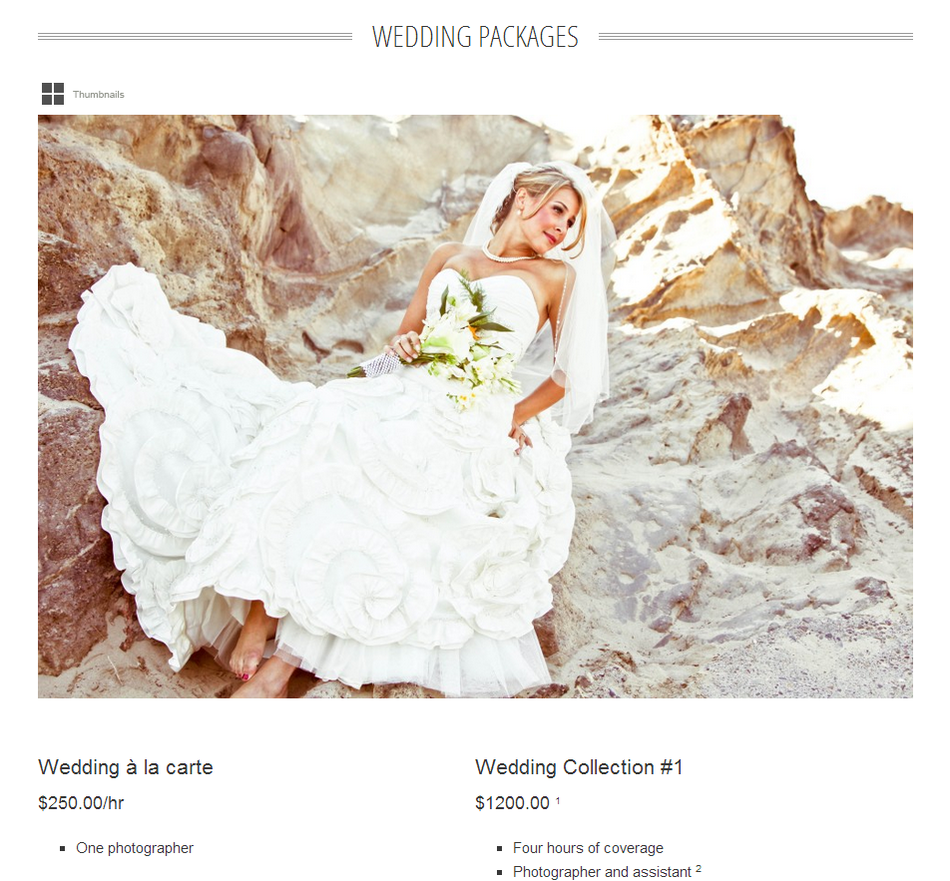 WEDDING PACKAGES
Thumbnails
Wedding à la carte
$250.00/hr
▪ One photographer
Wedding Collection #1
$1200.00 ¹
▪ Four hours of coverage
▪ Photographer and assistant ²